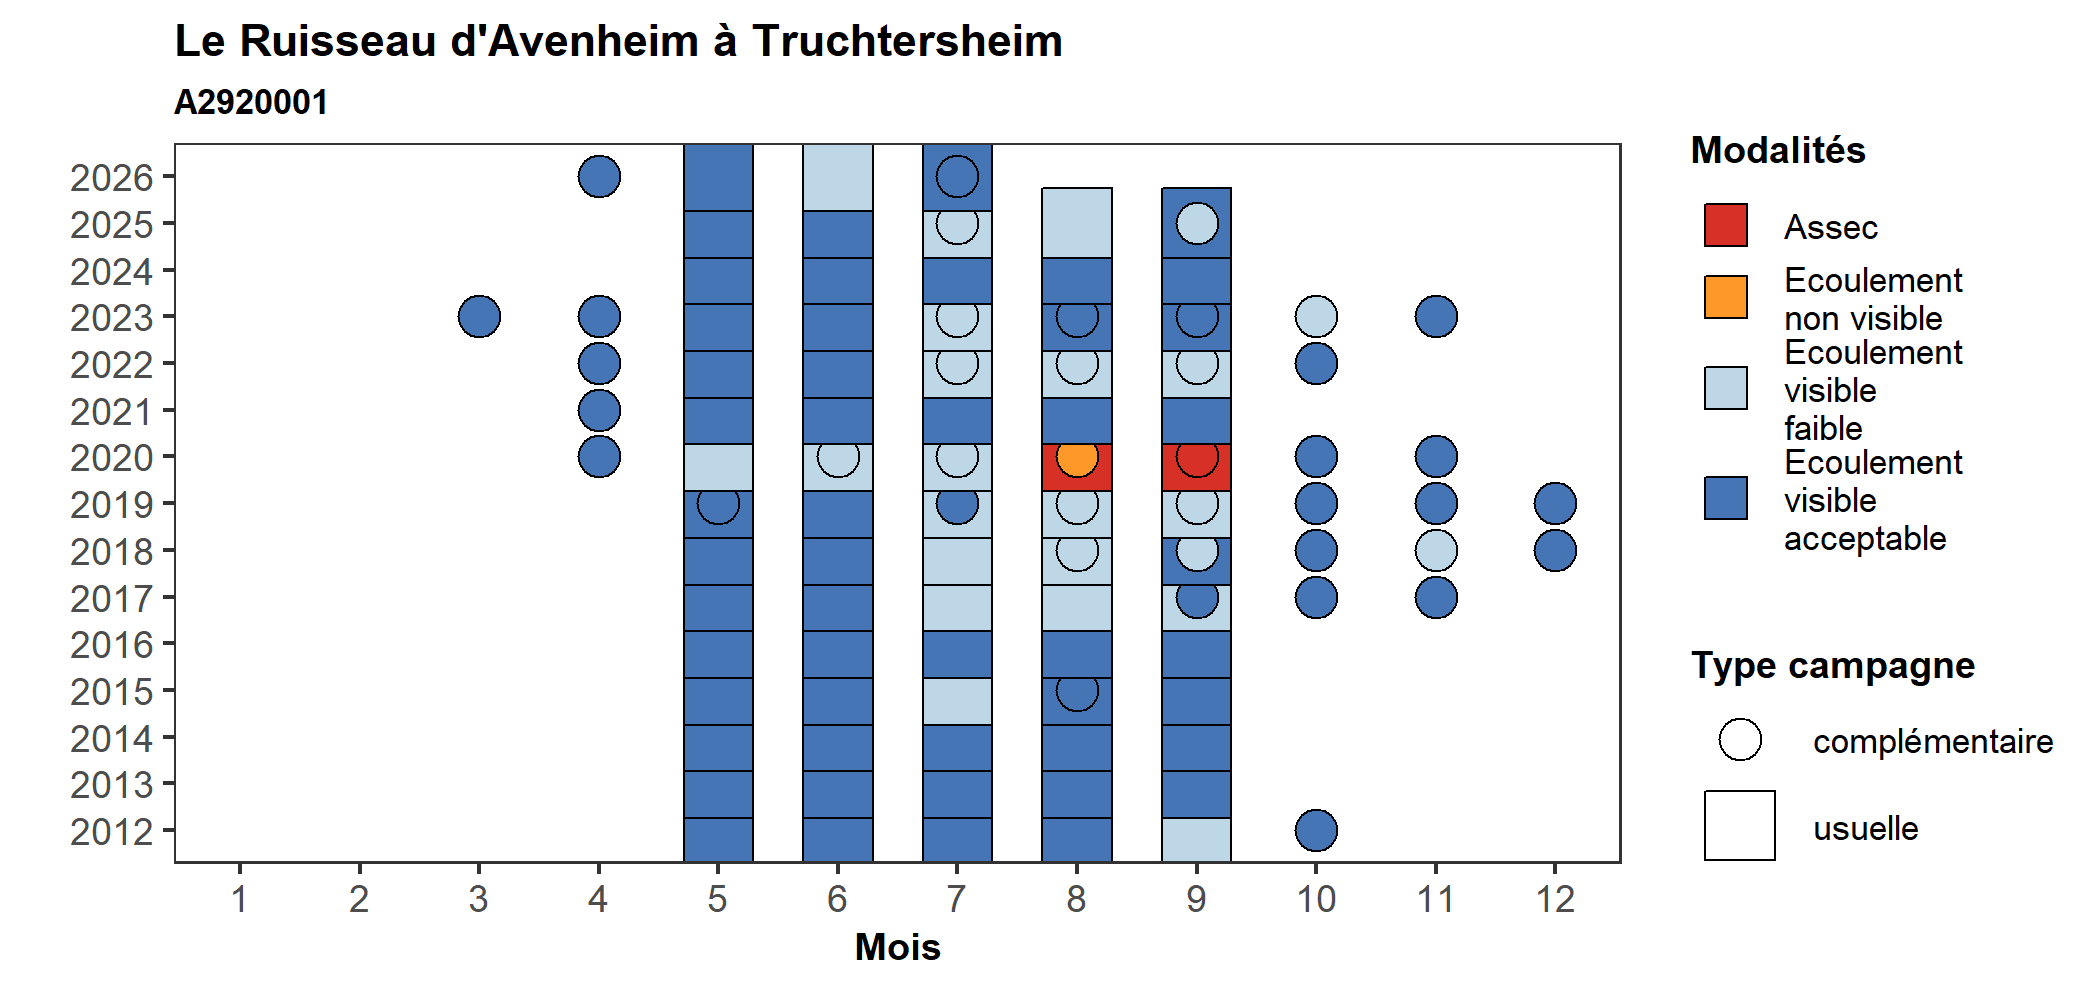 Le Ruisseau d'Avenheim à Truchtersheim
A2920001
2026
2025
2024
2023
2022
2021
2020
2019
2018
2017
2016
2015
2014
2013
2012
1 2 3 4 5 6 7 8 9 10 11 12
Mois
Modalités
Assec
Ecoulement
non visible
Ecoulement
visible
faible
Ecoulement
visible
acceptable
Type campagne
complémentaire
usuelle